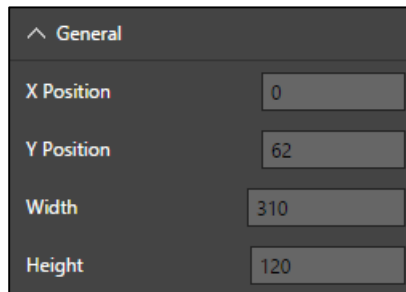 General
X Position 0
Y Position 62
Width 310
Height 120